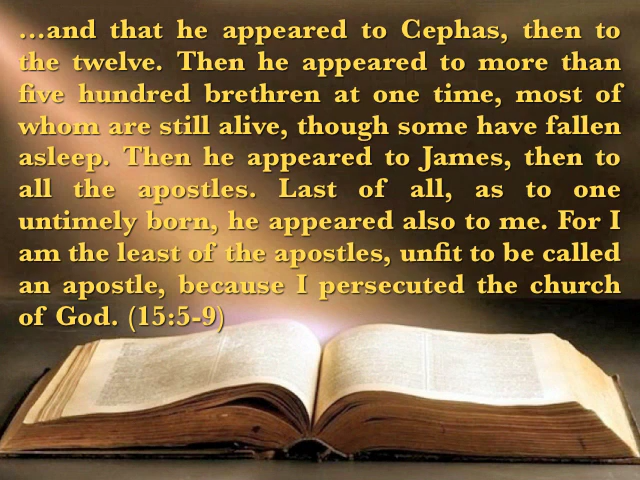 ...and that he appeared to Cephas, then to
the twelve. Then he appeared to more than
five hundred brethren at one time, most of
whom are still alive, though some have fallen
asleep. Then he appeared to James, then to
all the apostles. Last of all, as to one
untimely born, he appeared also to me. For I
am the least of the apostles, unfit to be called
an apostle, because I persecuted the church
of God. (15:5-9)